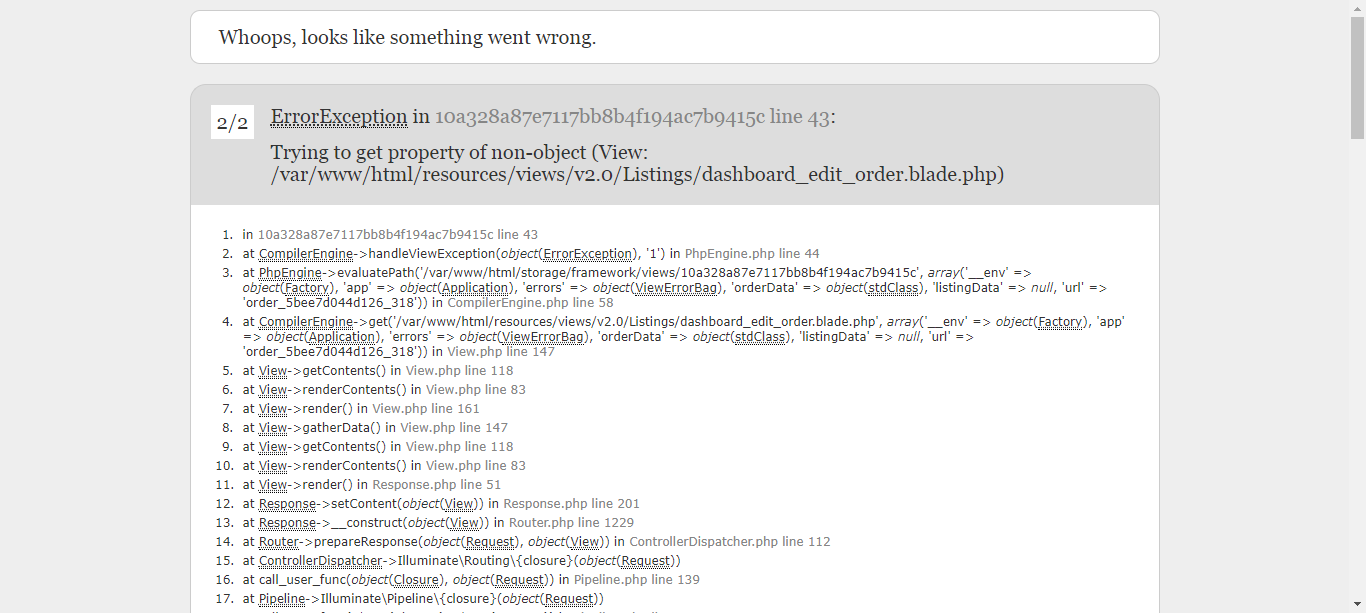 Whoops, looks like something went wrong.
2/2
ErrorException in 10a328a87e7117bb8b4f194ac7b9415c line 43:
Trying to get property of non-object (View:
/var/www/html/resources/views/v2.0/Listings/dashboard_edit_order.blade.php)
1. in 10a328a87e7117bb8b4f194ac7b9415c line 43
2. at CompilerEngine->handleViewException(object(ErrorException), '1') in PhpEngine.php line 44
3. at PhpEngine->evaluatePath('/var/www/html/storage/framework/views/10a328a87e7117bb8b4f194ac7b9415c', array('__env' =>
object(Factory), 'app' => object(Application), 'errors' => object(ViewErrorBag), 'orderData' => object(stdClass), 'listingData' => null, 'url' =>
'order_5bee7d044d126_318')) in CompilerEngine.php line 58
4. at CompilerEngine->get('/var/www/html/resources/views/v2.0/Listings/dashboard_edit_order.blade.php', array('__env' => object(Factory), 'app'
=> object(Application), 'errors' => object(ViewErrorBag), 'orderData' => object(stdClass), 'listingData' => null, 'url' =>
'order_5bee7d044d126_318')) in View.php line 147
5. at View->getContents() in View.php line 118
6. at View->renderContents() in View.php line 83
7. at View->render() in View.php line 161
8. at View->gatherData() in View.php line 147
9. at View->getContents() in View.php line 118
10. at View->renderContents() in View.php line 83
11. at View->render() in Response.php line 51
12. at Response->setContent(object(View)) in Response.php line 201
13. at Response->__construct(object(View)) in Router.php line 1229
14. at Router->prepareResponse(object(Request), object(View)) in ControllerDispatcher.php line 112
15. at ControllerDispatcher->Illuminate\Routing\{closure}(object(Request))
16. at call_user_func(object(Closure), object(Request)) in Pipeline.php line 139
17. at Pipeline->Illuminate\Pipeline\{closure}(object(Request))